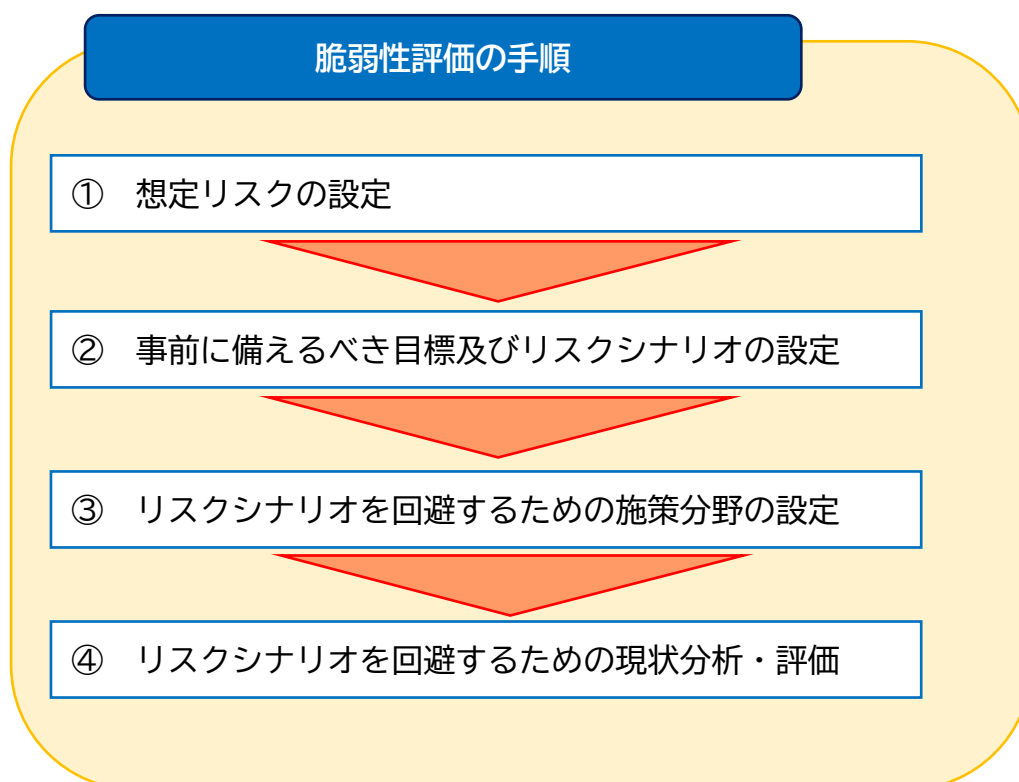 脆弱性評価の手順
① 想定リスクの設定
② 事前に備えるべき目標及びリスクシナリオの設定
③ リスクシナリオを回避するための施策分野の設定
④ リスクシナリオを回避するための現状分析・評価